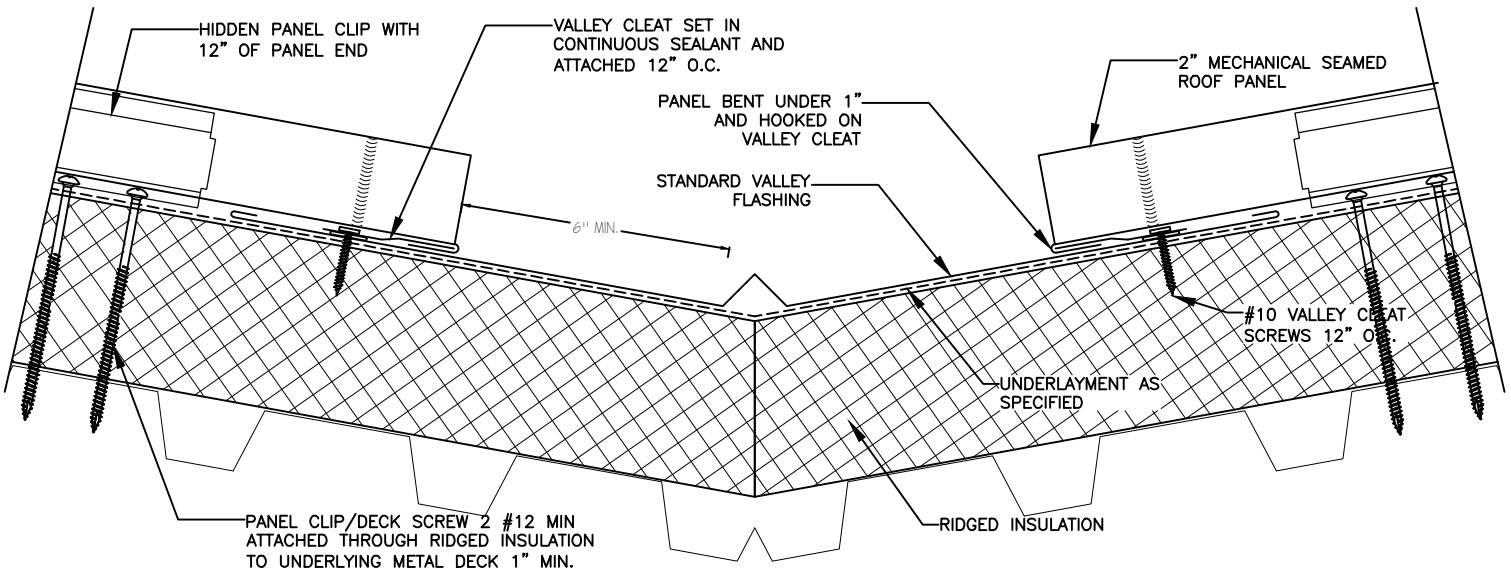 HIDDEN PANEL CLIP WITH
12" OF PANEL END
VALLEY CLEAT SET IN
CONTINUOUS SEALANT AND
ATTACHED 12" O.C.
2" MECHANICAL SEAMED
ROOF PANEL
PANEL BENT UNDER 1"
AND HOOKED ON
VALLEY CLEAT
STANDARD VALLEY
FLASHING
6" MIN.
#10 VALLEY CLEAT
SCREWS 12" O.C.
UNDERLAYMENT AS
SPECIFIED
PANEL CLIP/DECK SCREW 2 #12 MIN
ATTACHED THROUGH RIDGED INSULATION
TO UNDERLYING METAL DECK 1" MIN.
RIDGED INSULATION